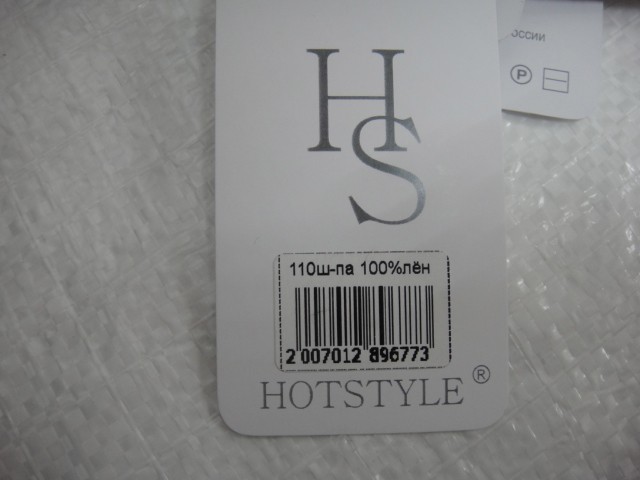 HS
110ш-па 100%лён
2 007012 896773
HOTSTYLE ®
оссии
P